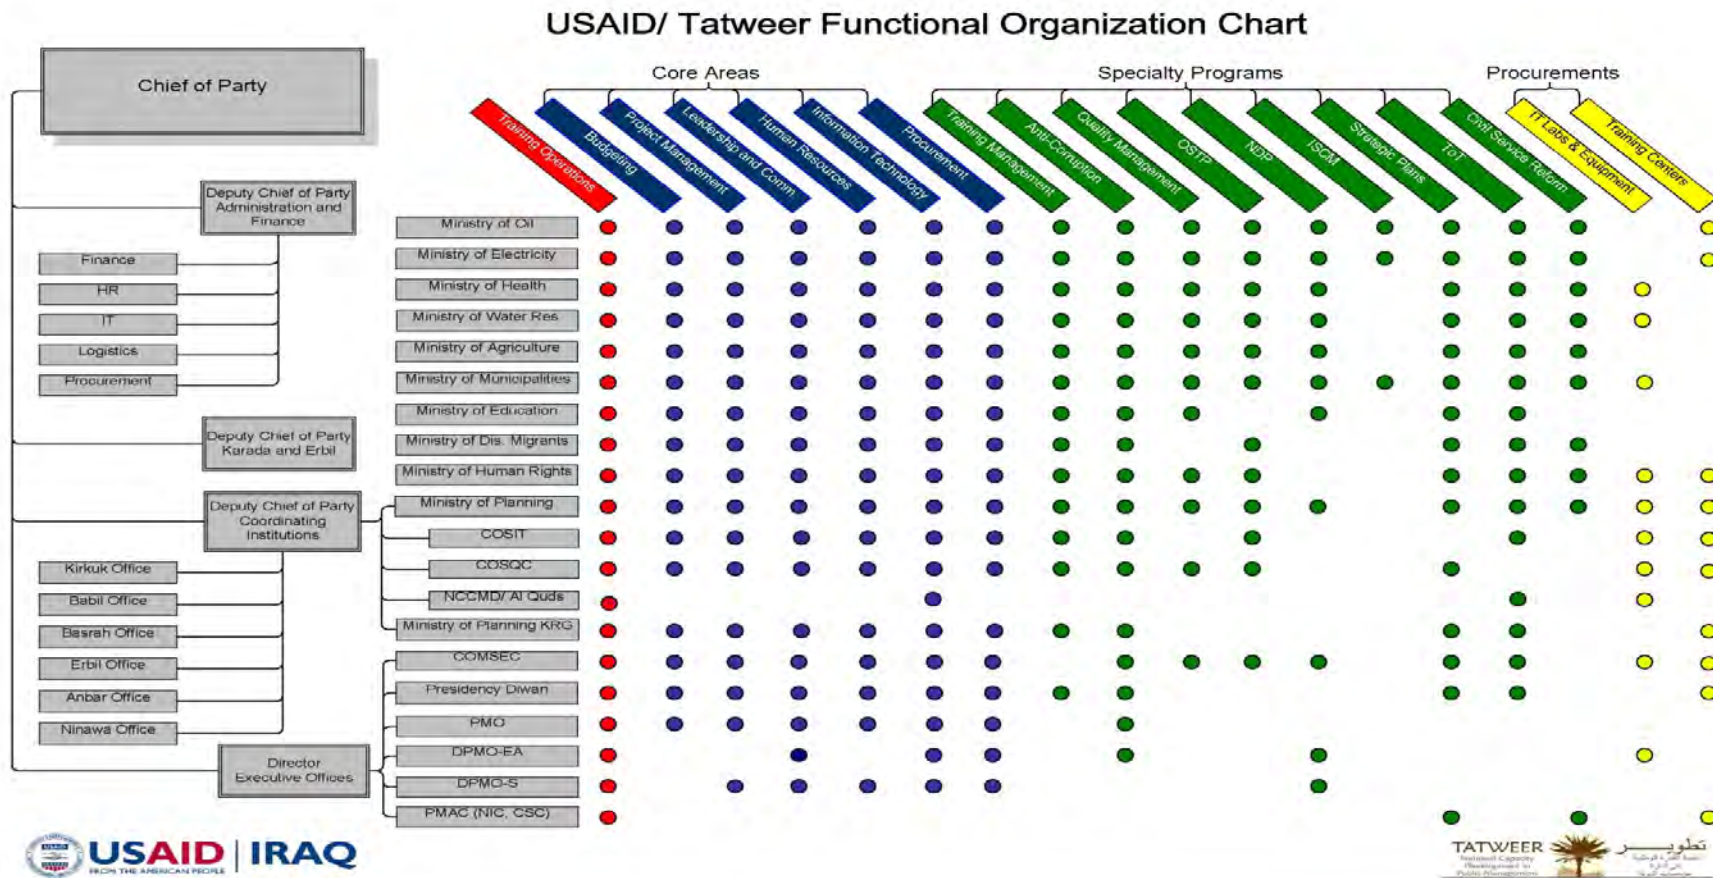 USAID/ Tatweer Functional Organization Chart
Core Areas
Specialty Programs
Procurements
Chief of Party
Training Operations
Budgeting
Project Management
Leadership and Comm.
Human Resources
Information Technology
Procurement
Training Management
Anti-Corruption
Quality Management
OSTP
NDP
ISCM
Strategic Plans
ToT
Civil Service Reform
IT Labs & Equipment
Training Centers
Deputy Chief of Party
Administration and
Finance
Finance
HR
IT
Logistics
Procurement
Deputy Chief of Party
Karada and Erbil
Deputy Chief of Party
Coordinating
Institutions
Kirkuk Office
Babil Office
Basrah Office
Erbil Office
Anbar Office
Ninawa Office
Director
Executive Offices
Ministry of Oil
Ministry of Electricity
Ministry of Health
Ministry of Water Res.
Ministry of Agriculture
Ministry of Municipalities
Ministry of Education
Ministry of Dis. Migrants
Ministry of Human Rights
Ministry of Planning
COSIT
COSQC
NCCMD/ Al Quds
Ministry of Planning KRG
COMSEC
Presidency Diwan
PMO
DPMO-EA
DPMO-S
PMAC (NIC, CSC)
USAID | IRAQ
FROM THE AMERICAN PEOPLE
TATWEER
National Capacity
Development in
Public Management
تطويـــر